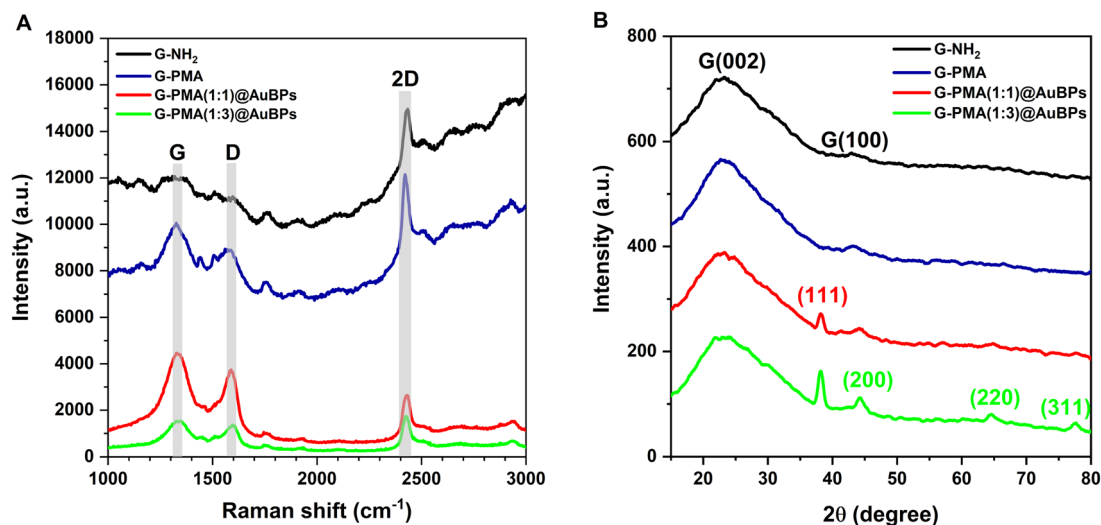 A
Intensity (a.u.)
18000
16000
14000
12000
10000
8000
6000
4000
2000
0
G-NH₂
G-PMA
G-PMA(1:1)@AuBPs
G-PMA(1:3)@AuBPs
G
D
2D
1000
1500
2000
2500
3000
Raman shift (cm⁻¹)
B
Intensity (a.u.)
800
600
400
200
0
G(002)
G-NH₂
G-PMA
G-PMA(1:1)@AuBPs
G-PMA(1:3)@AuBPs
G(100)
(111)
(200)
(220)
(311)
20
30
40
50
60
70
80
2θ (degree)